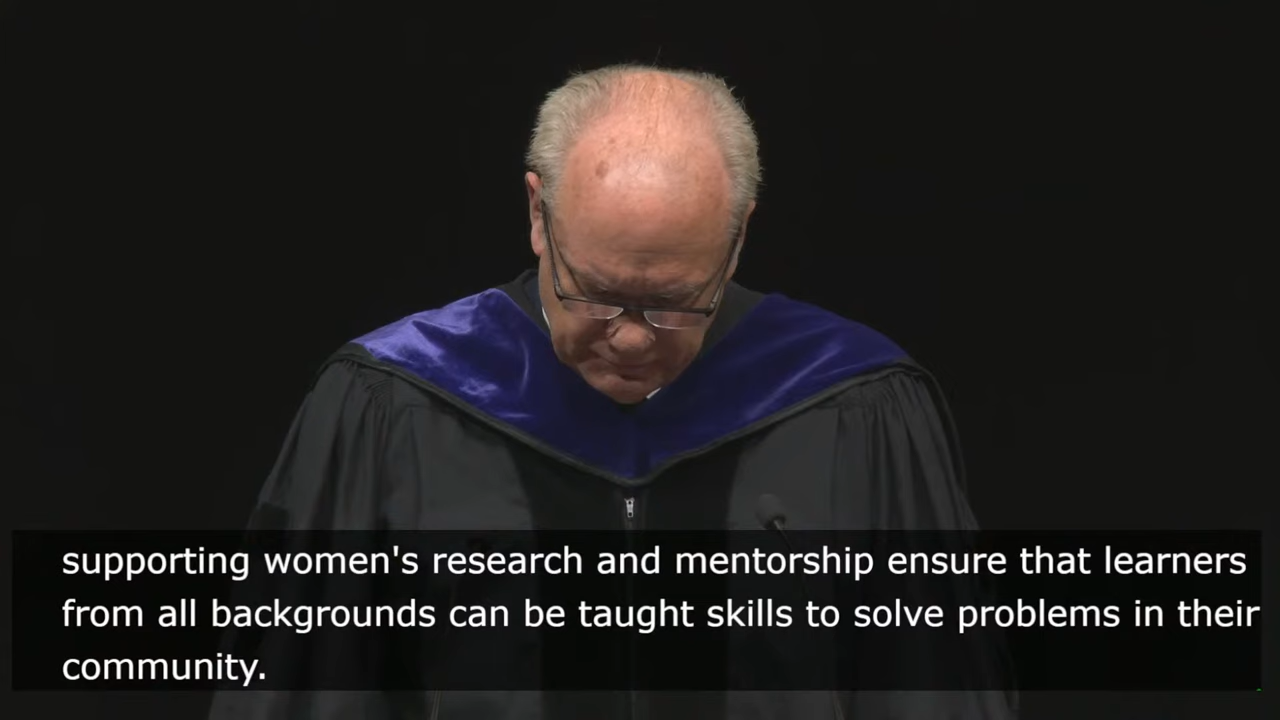 supporting women's research and mentorship ensure that learners
from all backgrounds can be taught skills to solve problems in their
community.